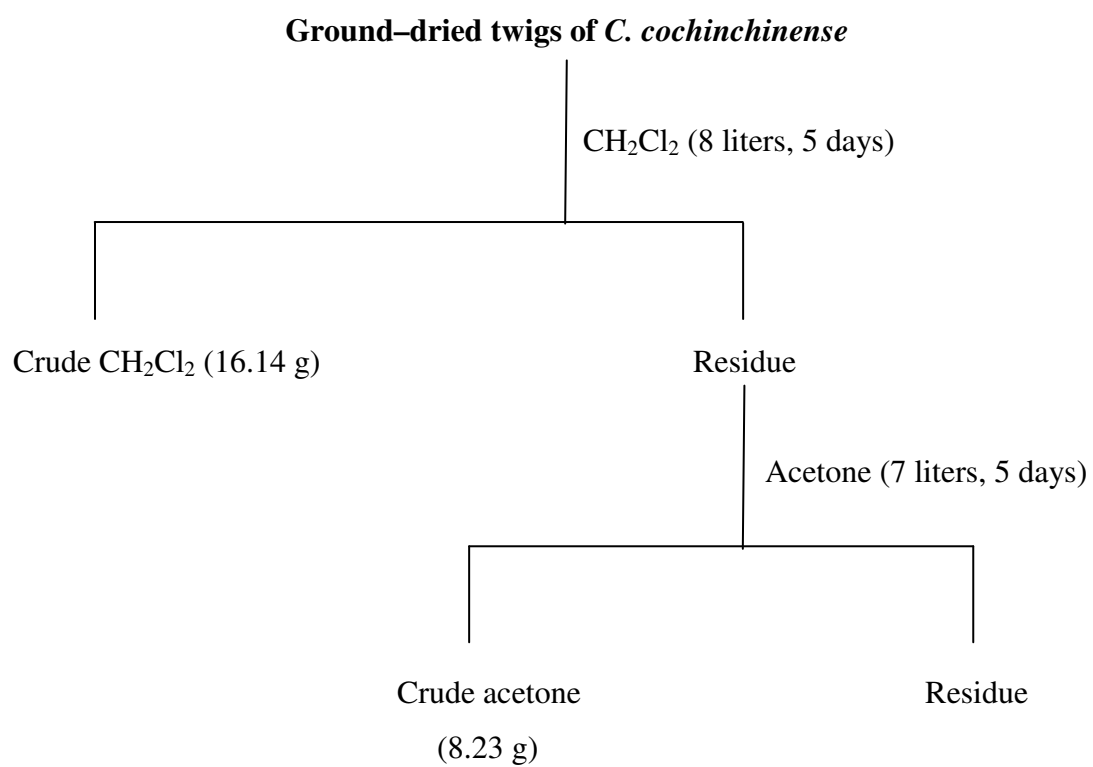 Ground–dried twigs of C. cochinchinense
CH₂Cl₂ (8 liters, 5 days)
Crude CH₂Cl₂ (16.14 g)
Residue
Acetone (7 liters, 5 days)
Crude acetone
(8.23 g)
Residue